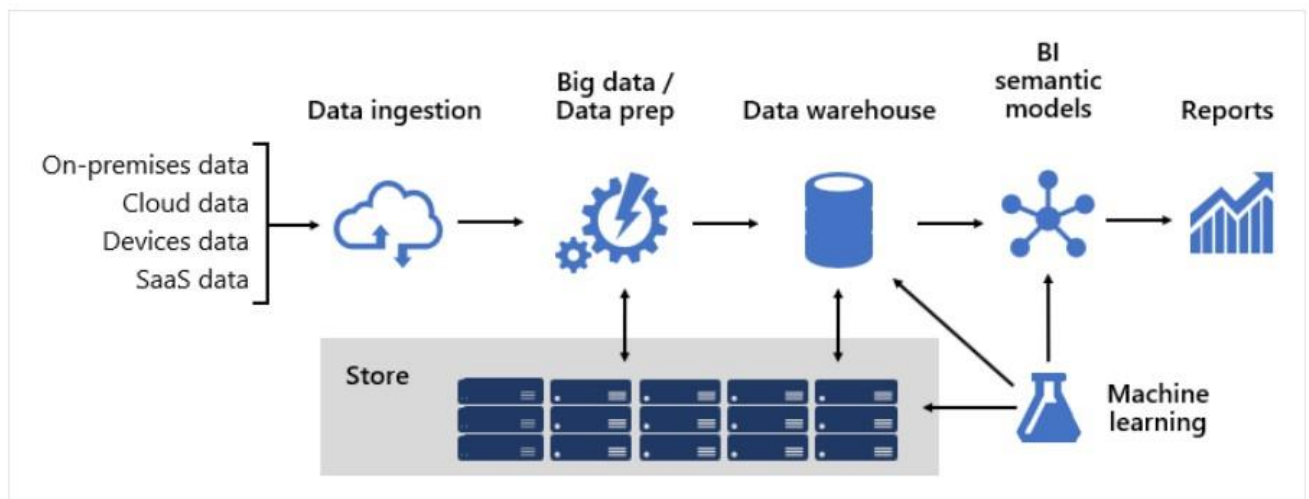 Data ingestion
Big data /
Data prep
Data warehouse
BI
semantic
models
Reports
On-premises data
Cloud data
Devices data
SaaS data
Store
Machine
learning